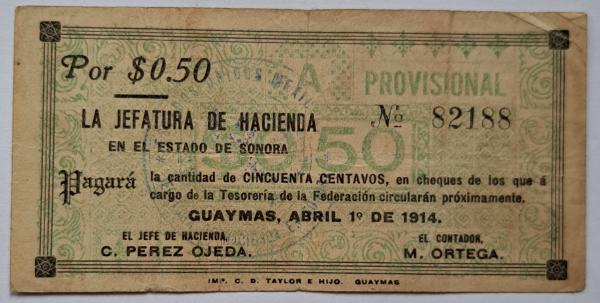 Por $0.50
A PROVISIONAL
LA JEFATURA DE HACIENDA
Nº 82188
EN EL ESTADO DE SONORA
$0.50
Pagará la cantidad de CINCUENTA CENTAVOS, en cheques de los que á
cargo de la Tesorería de la Federación circularán próximamente.
GUAYMAS, ABRIL 1º DE 1914.
EL JEFE DE HACIENDA,
C. PEREZ OJEDA.
EL CONTADOR,
M. ORTEGA.
IMP. C. D. TAYLOR E HIJO. GUAYMAS